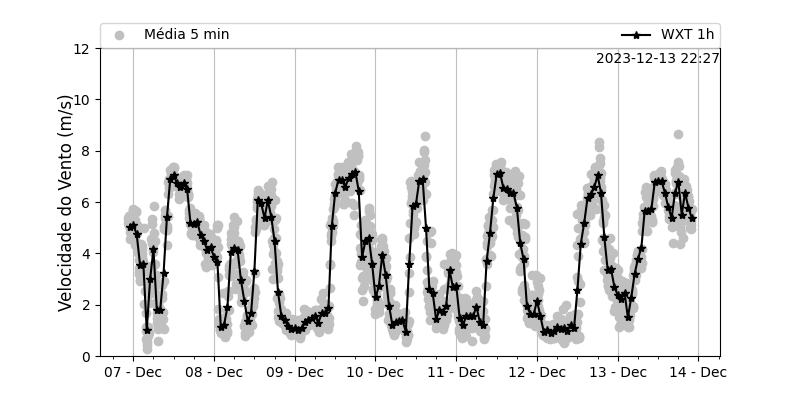 Média 5 min
WXT 1h
2023-12-13 22:27
Velocidade do Vento (m/s)
12
10
8
6
4
2
0
07 - Dec
08 - Dec
09 - Dec
10 - Dec
11 - Dec
12 - Dec
13 - Dec
14 - Dec